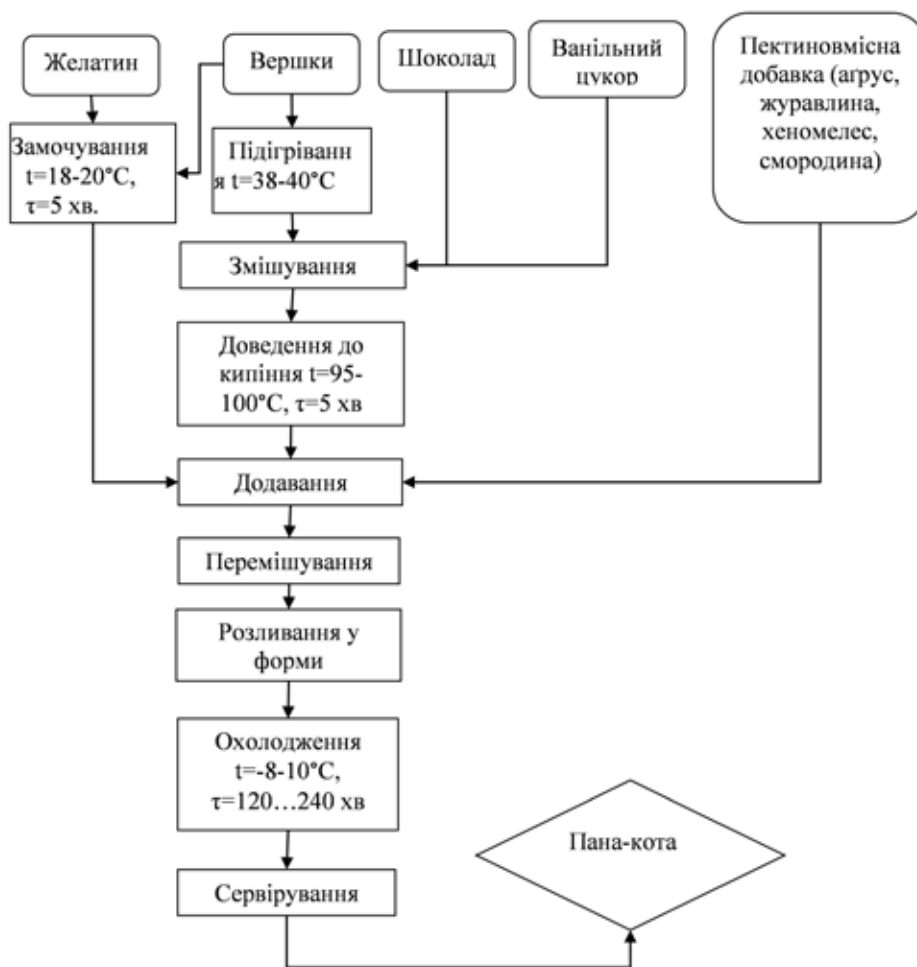 Желатин
Вершки
Шоколад
Ванільний
цукор
Пектиновмісна
добавка (аґрус,
журавлина,
хеномелес,
смородина)
Замочування
t=18-20°C,
τ=5 хв.
Підігріванн
я t=38-40°C
Змішування
Доведення до
кипіння t=95-
100°C, τ=5 хв
Додавання
Перемішування
Розливання у
форми
Охолодження
t=-8-10°C,
τ=120…240 хв
Сервірування
Пана-кота